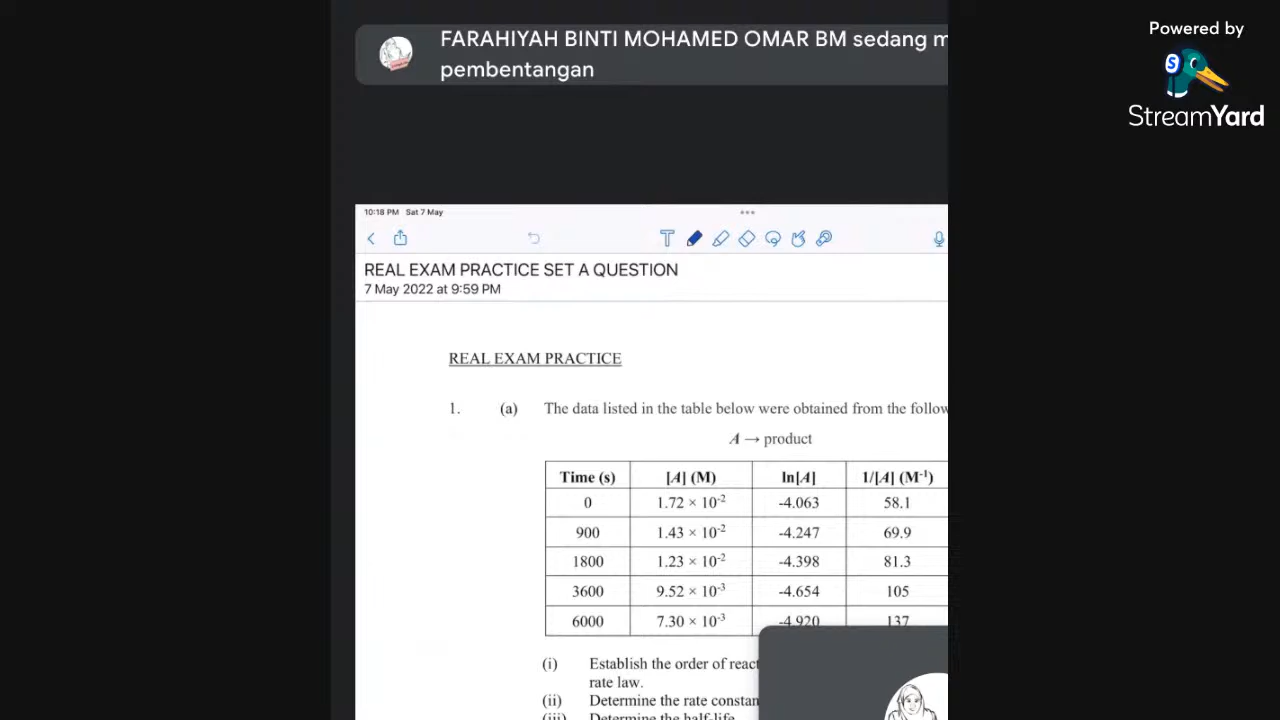 FARAHIYAH BINTI MOHAMED OMAR BM sedang m
pembentangan
Powered by
StreamYard
10:18 PM Sat 7 May
REAL EXAM PRACTICE SET A QUESTION
7 May 2022 at 9:59 PM
REAL EXAM PRACTICE
1. (a) The data listed in the table below were obtained from the follow
A → product
Time (s) [A] (M) ln[A] 1/[A] (M⁻¹)
0 1.72 × 10⁻² -4.063 58.1
900 1.43 × 10⁻² -4.247 69.9
1800 1.23 × 10⁻² -4.398 81.3
3600 9.52 × 10⁻³ -4.654 105
6000 7.30 × 10⁻³ -4.920 137
(i) Establish the order of react
rate law.
(ii) Determine the rate constan
(iii) Determine the half-life